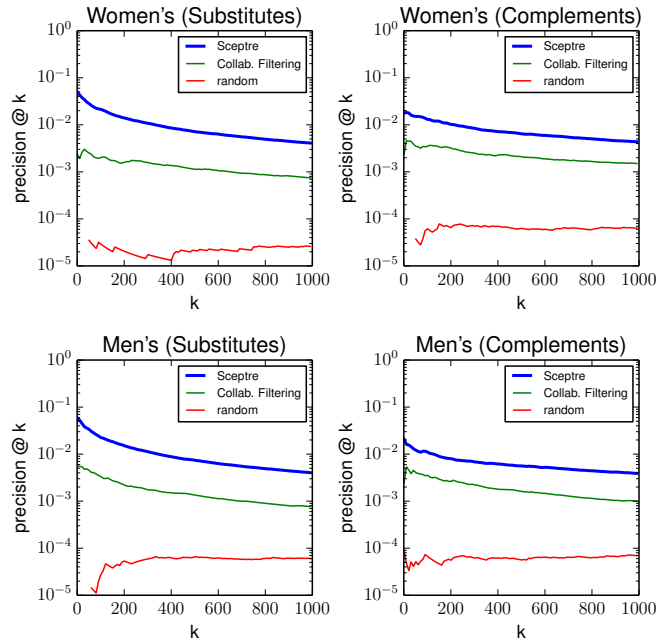 Women's (Substitutes)
10^0
10^-1
10^-2
10^-3
10^-4
10^-5
precision @ k
Sceptre
Collab. Filtering
random
0 200 400 600 800 1000
k
Women's (Complements)
10^0
10^-1
10^-2
10^-3
10^-4
10^-5
precision @ k
Sceptre
Collab. Filtering
random
0 200 400 600 800 1000
k
Men's (Substitutes)
10^0
10^-1
10^-2
10^-3
10^-4
10^-5
precision @ k
Sceptre
Collab. Filtering
random
0 200 400 600 800 1000
k
Men's (Complements)
10^0
10^-1
10^-2
10^-3
10^-4
10^-5
precision @ k
Sceptre
Collab. Filtering
random
0 200 400 600 800 1000
k